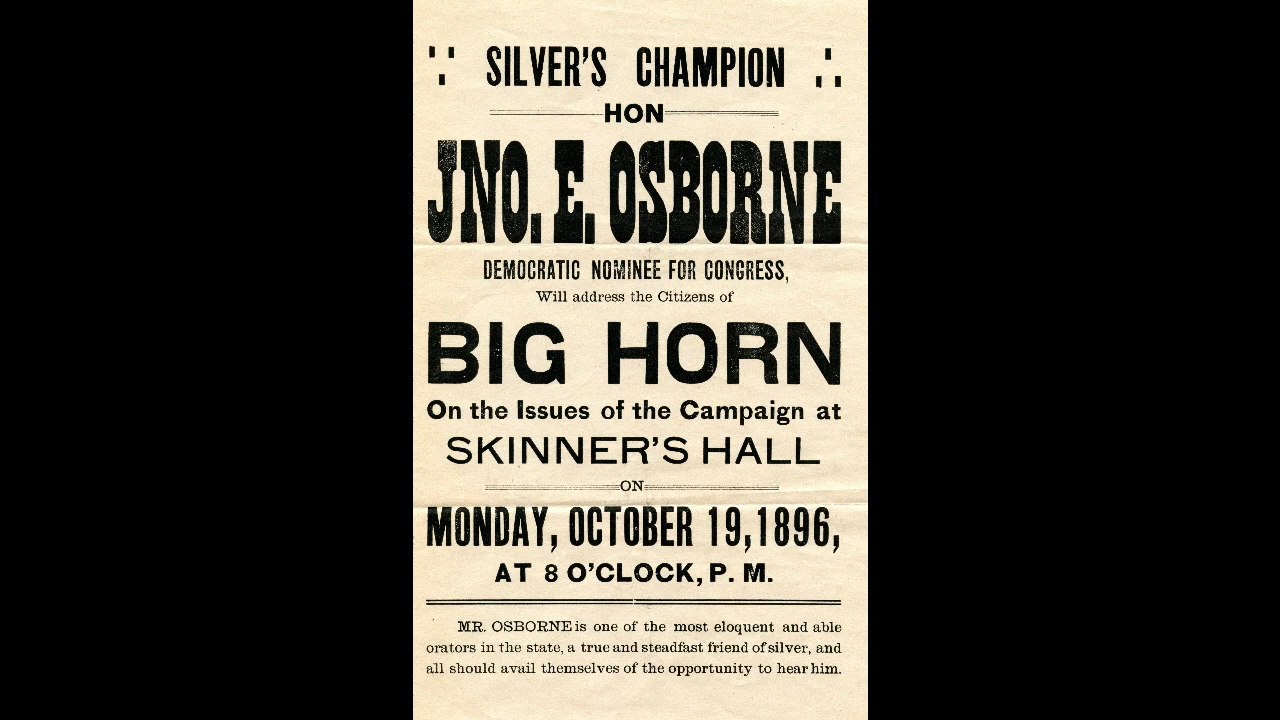 SILVER'S CHAMPION
HON
JNO. E. OSBORNE
DEMOCRATIC NOMINEE FOR CONGRESS,
Will address the Citizens of
BIG HORN
On the Issues of the Campaign at
SKINNER'S HALL
ON
MONDAY, OCTOBER 19,1896,
AT 8 O'CLOCK, P. M.
MR. OSBORNE is one of the most eloquent and able
orators in the state, a true and steadfast friend of silver, and
all should avail themselves of the opportunity to hear him.